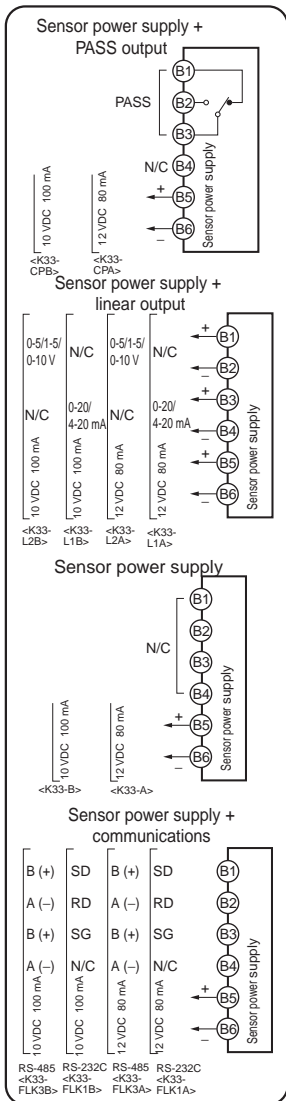 Sensor power supply +
PASS output
B1
PASS
B2
B3
N/C
B4
+
B5
−
B6
Sensor power supply
10 VDC 100 mA
12 VDC 80 mA
<K33-
CPB>
<K33-
CPA>
Sensor power supply +
linear output
0-5/1-5/
0-10 V
N/C
0-5/1-5/
0-10 V
N/C
+
B1
−
B2
N/C
0-20/
4-20 mA
N/C
0-20/
4-20 mA
+
B3
−
B4
10 VDC 100 mA
10 VDC 100 mA
12 VDC 80 mA
12 VDC 80 mA
+
B5
−
B6
Sensor power supply
<K33-
L2B>
<K33-
L1B>
<K33-
L2A>
<K33-
L1A>
Sensor power supply
B1
B2
N/C
B3
B4
+
B5
−
B6
Sensor power supply
10 VDC 100 mA
12 VDC 80 mA
<K33-B>
<K33-A>
Sensor power supply +
communications
B (+)
SD
B (+)
SD
B1
A (−)
RD
A (−)
RD
B2
B (+)
SG
B (+)
SG
B3
A (−)
N/C
A (−)
N/C
B4
10 VDC 100 mA
10 VDC 100 mA
12 VDC 80 mA
12 VDC 80 mA
+
B5
−
B6
Sensor power supply
RS-485
<K33-
FLK3B>
RS-232C
<K33-
FLK1B>
RS-485
<K33-
FLK3A>
RS-232C
<K33-
FLK1A>